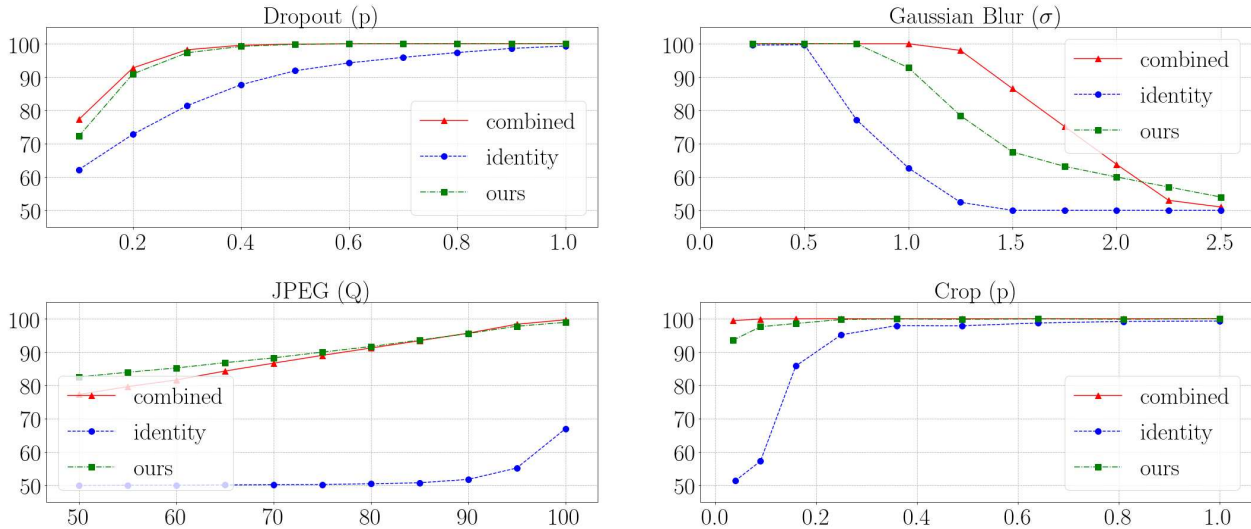 Dropout (p)
100
90
80
70
60
50
combined
identity
ours
0.2 0.4 0.6 0.8 1.0
Gaussian Blur (σ)
100
90
80
70
60
50
combined
identity
ours
0.0 0.5 1.0 1.5 2.0 2.5
JPEG (Q)
100
90
80
70
60
50
combined
identity
ours
50 60 70 80 90 100
Crop (p)
100
90
80
70
60
50
combined
identity
ours
0.0 0.2 0.4 0.6 0.8 1.0